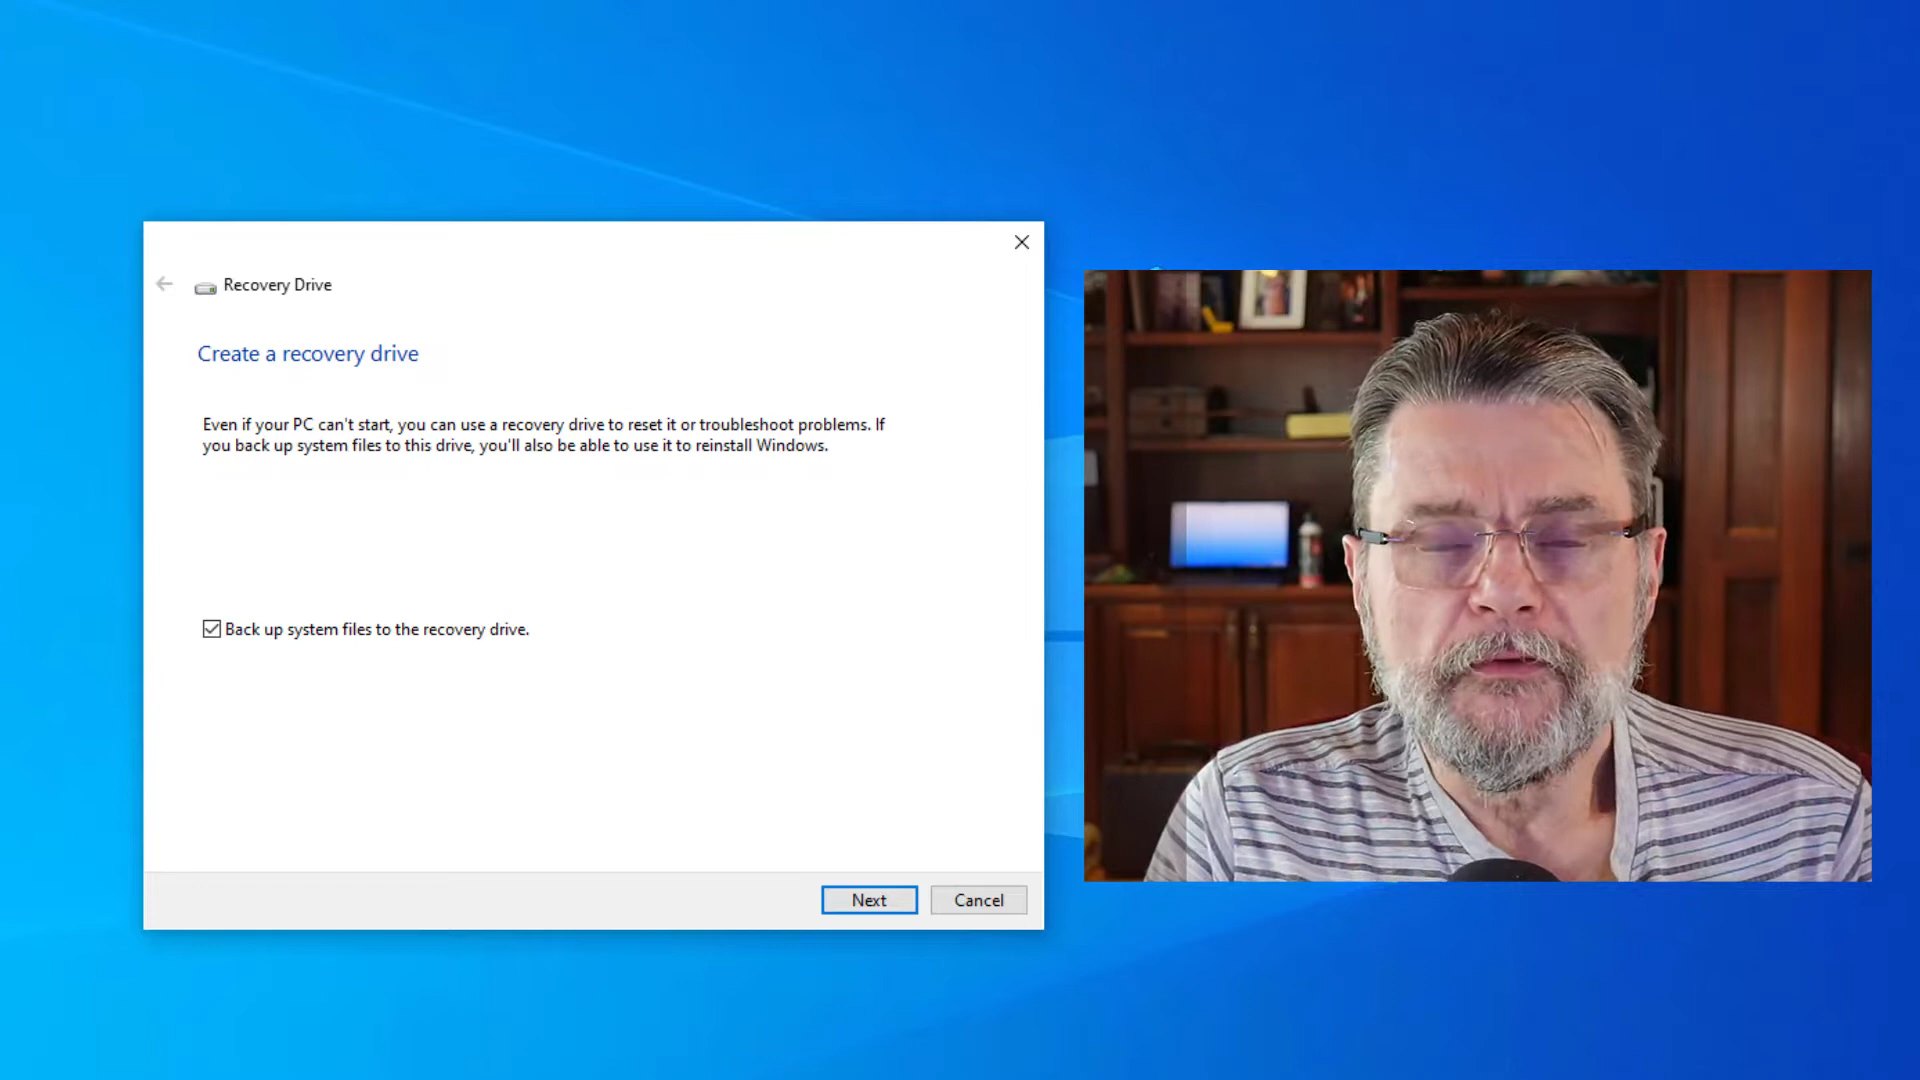 Recovery Drive
Create a recovery drive
Even if your PC can't start, you can use a recovery drive to reset it or troubleshoot problems. If
you back up system files to this drive, you'll also be able to use it to reinstall Windows.
Back up system files to the recovery drive.
Next
Cancel